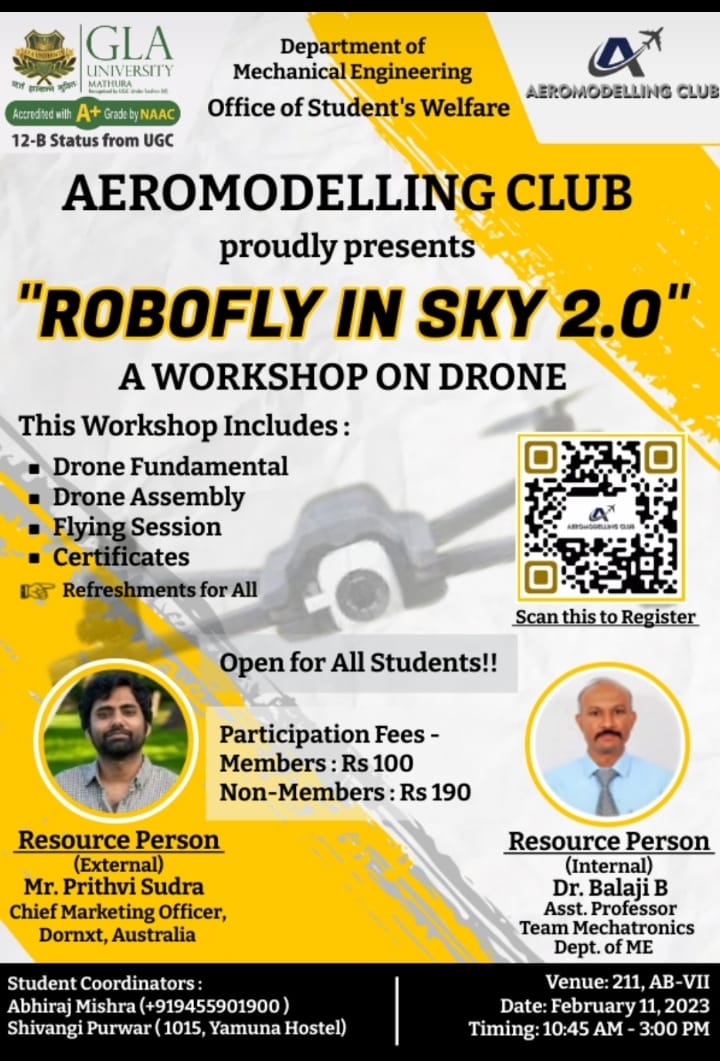 GLA
UNIVERSITY
MATHURA
Accredited with A+ Grade by NAAC
12-B Status from UGC
Department of
Mechanical Engineering
Office of Student's Welfare
A
AEROMODELLING CLUB
AEROMODELLING CLUB
proudly presents
"ROBOFLY IN SKY 2.0"
A WORKSHOP ON DRONE
This Workshop Includes :
▪ Drone Fundamental
▪ Drone Assembly
▪ Flying Session
▪ Certificates
☞ Refreshments for All
AEROMODELLING CLUB
Scan this to Register
Open for All Students!!
Participation Fees -
Members : Rs 100
Non-Members : Rs 190
Resource Person
(External)
Mr. Prithvi Sudra
Chief Marketing Officer,
Dornxt, Australia
Resource Person
(Internal)
Dr. Balaji B
Asst. Professor
Team Mechatronics
Dept. of ME
Student Coordinators :
Abhiraj Mishra (+919455901900 )
Shivangi Purwar ( 1015, Yamuna Hostel)
Venue: 211, AB-VII
Date: February 11, 2023
Timing: 10:45 AM - 3:00 PM